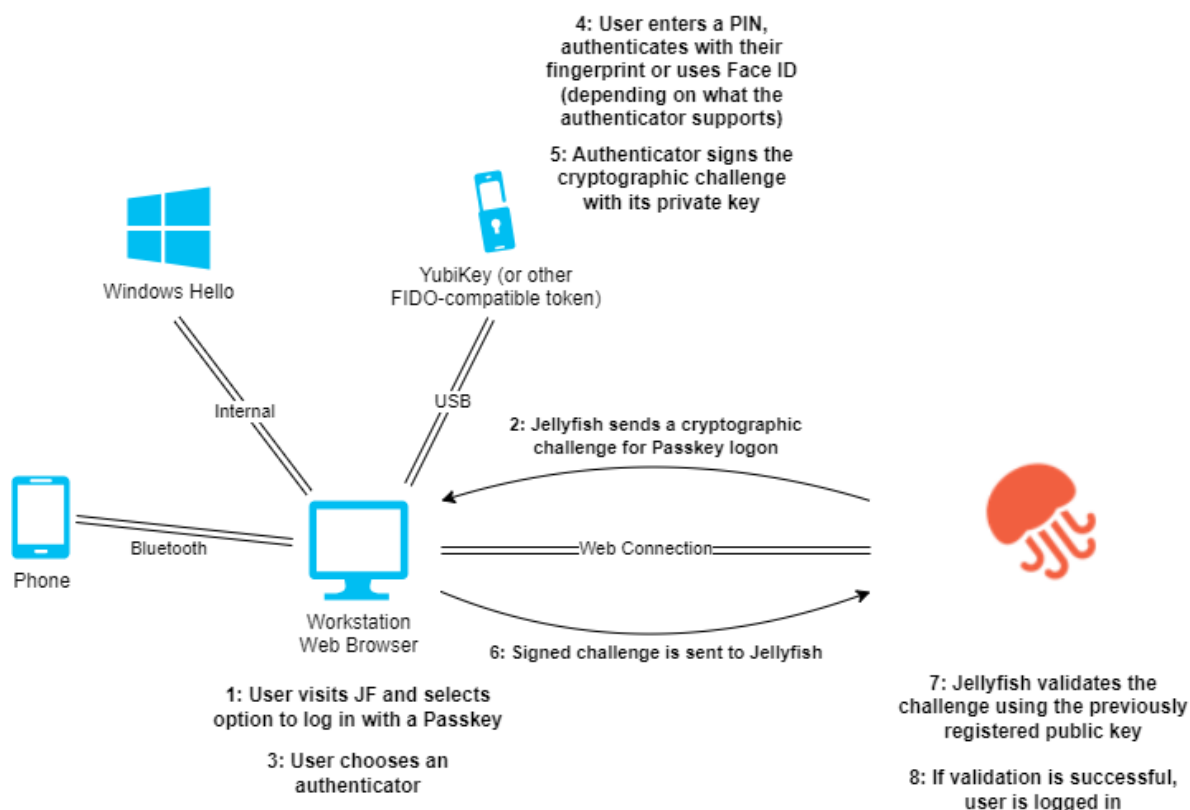 4: User enters a PIN,
authenticates with their
fingerprint or uses Face ID
(depending on what the
authenticator supports)
5: Authenticator signs the
cryptographic challenge
with its private key
Windows Hello
YubiKey (or other
FIDO-compatible token)
Internal
USB
2: Jellyfish sends a cryptographic
challenge for Passkey logon
Bluetooth
Web Connection
Phone
Workstation
Web Browser
6: Signed challenge is sent to Jellyfish
1: User visits JF and selects
option to log in with a Passkey
3: User chooses an
authenticator
7: Jellyfish validates the
challenge using the previously
registered public key
8: If validation is successful,
user is logged in